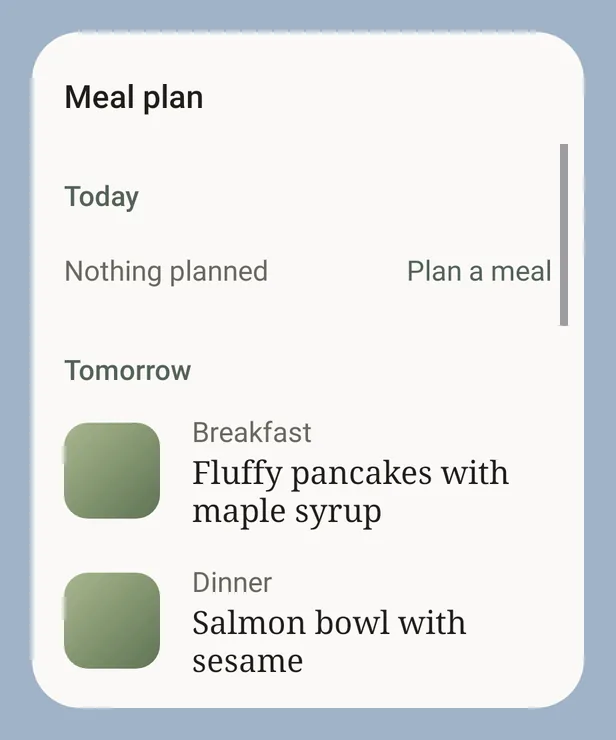 Meal plan
Today
Nothing planned
Plan a meal
Tomorrow
Breakfast
Fluffy pancakes with
maple syrup
Dinner
Salmon bowl with
sesame